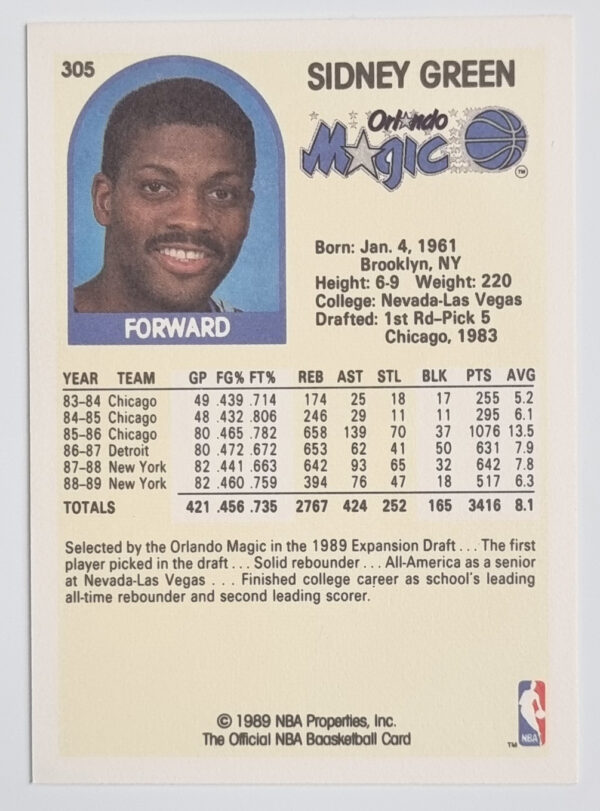 305
SIDNEY GREEN
Orlando
Magic
TM
Born: Jan. 4, 1961
Brooklyn, NY
Height: 6-9 Weight: 220
College: Nevada-Las Vegas
Drafted: 1st Rd–Pick 5
Chicago, 1983
FORWARD
YEAR TEAM GP FG% FT% REB AST STL BLK PTS AVG
83–84 Chicago 49 .439 .714 174 25 18 17 255 5.2
84–85 Chicago 48 .432 .806 246 29 11 11 295 6.1
85–86 Chicago 80 .465 .782 658 139 70 37 1076 13.5
86–87 Detroit 80 .472 .672 653 62 41 50 631 7.9
87–88 New York 82 .441 .663 642 93 65 32 642 7.8
88–89 New York 82 .460 .759 394 76 47 18 517 6.3
TOTALS 421 .456 .735 2767 424 252 165 3416 8.1
Selected by the Orlando Magic in the 1989 Expansion Draft . . . The first
player picked in the draft . . . Solid rebounder . . . All-America as a senior
at Nevada-Las Vegas . . . Finished college career as school's leading
all-time rebounder and second leading scorer.
© 1989 NBA Properties, Inc.
The Official NBA Baasketball Card
TM
NBA